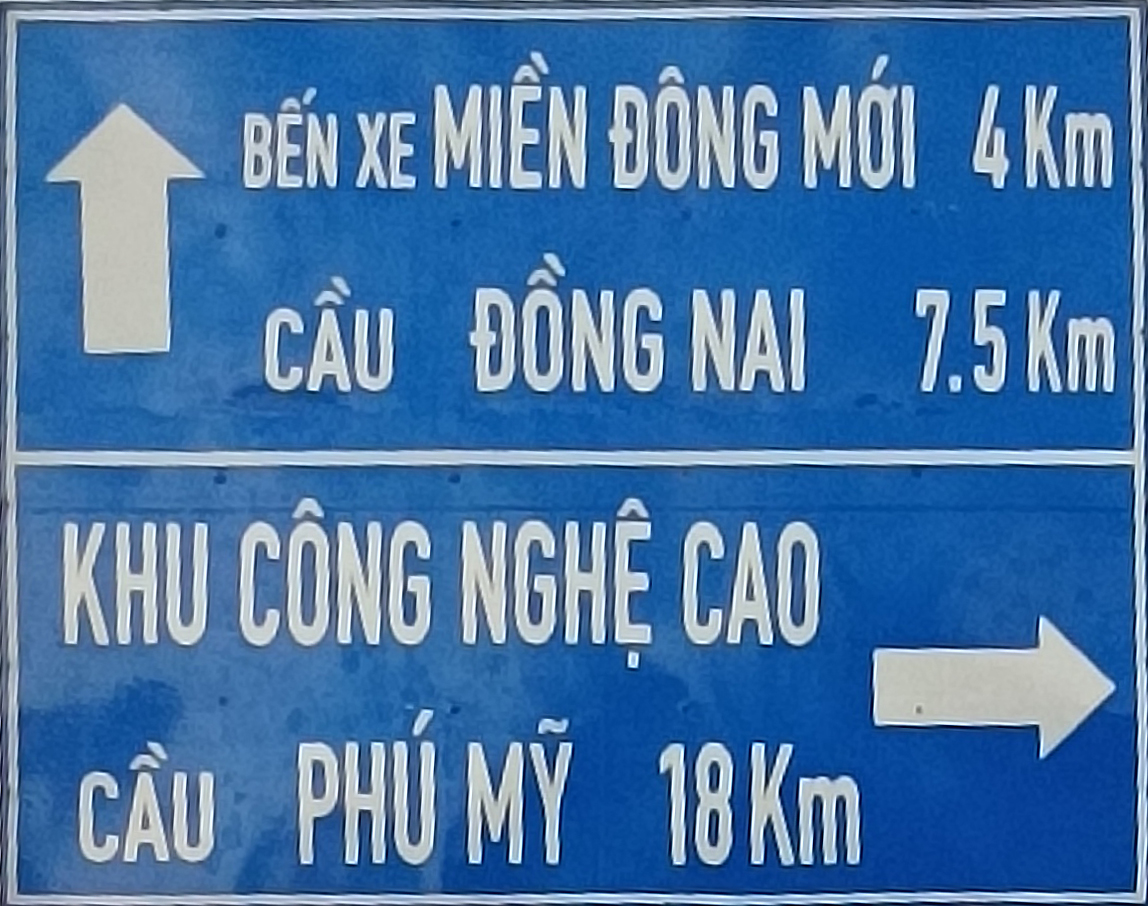 BẾN XE MIỀN ĐÔNG MỚI 4 Km
CẦU ĐỒNG NAI 7.5 Km
KHU CÔNG NGHỆ CAO
CẦU PHÚ MỸ 18 Km